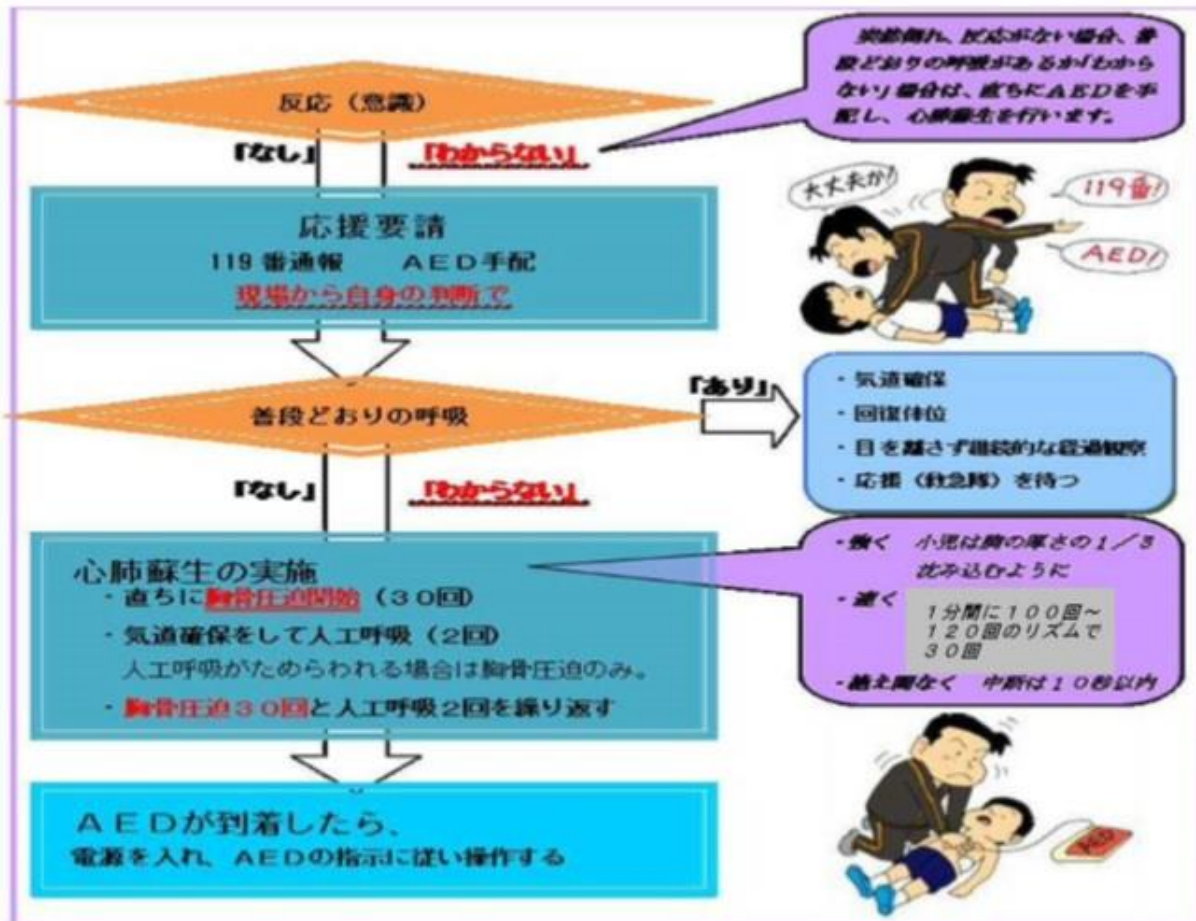 反応（意識）
「なし」 「わからない」
突然倒れ、反応がない場合、普
段どおりの呼吸があるか「わから
ない」場合は、直ちにＡＥＤを手
配し、心肺蘇生を行います。
応援要請
119番通報 ＡＥＤ手配
現場から自身の判断で
大丈夫か!
119番!
AED!
普段どおりの呼吸
「あり」
・気道確保
・回復体位
・目を離さず継続的な経過観察
・応援（救急隊）を待つ
「なし」 「わからない」
心肺蘇生の実施
・直ちに胸骨圧迫開始（３０回）
・気道確保をして人工呼吸（２回）
人工呼吸がためらわれる場合は胸骨圧迫のみ。
・胸骨圧迫３０回と人工呼吸２回を繰り返す
・強く 小児は胸の厚さの１／３
沈み込むように
・速く １分間に１００回～
１２０回のリズムで
３０回
・絶え間なく 中断は１０秒以内
ＡＥＤが到着したら、
電源を入れ、ＡＥＤの指示に従い操作する
AED